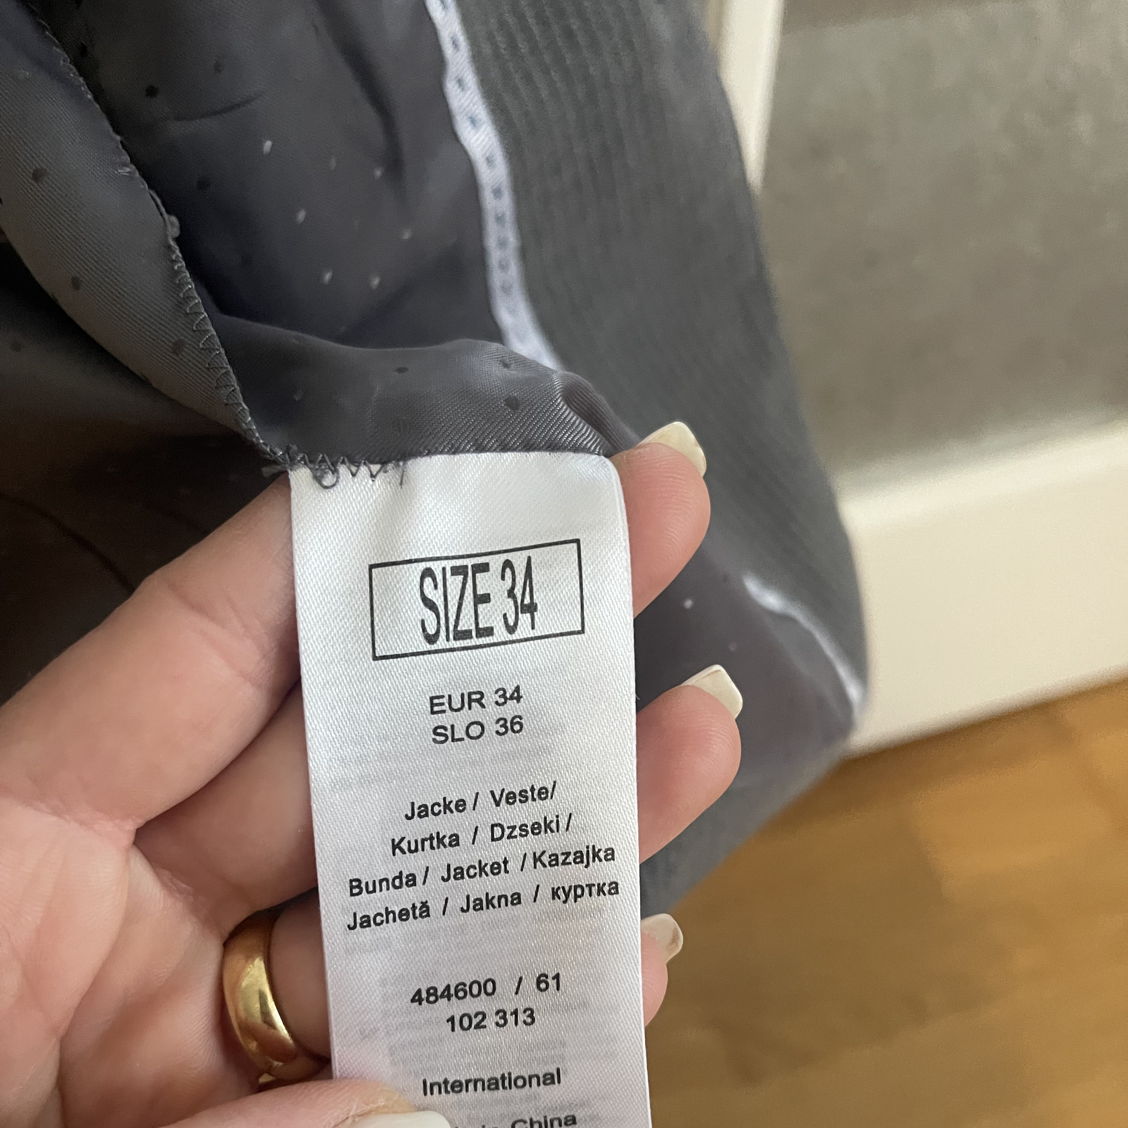 SIZE 34
EUR 34
SLO 36
Jacke / Veste/
Kurtka / Dzseki /
Bunda / Jacket / Kazajka
Jachetă / Jakna / куртка
484600 / 61
102 313
International
China